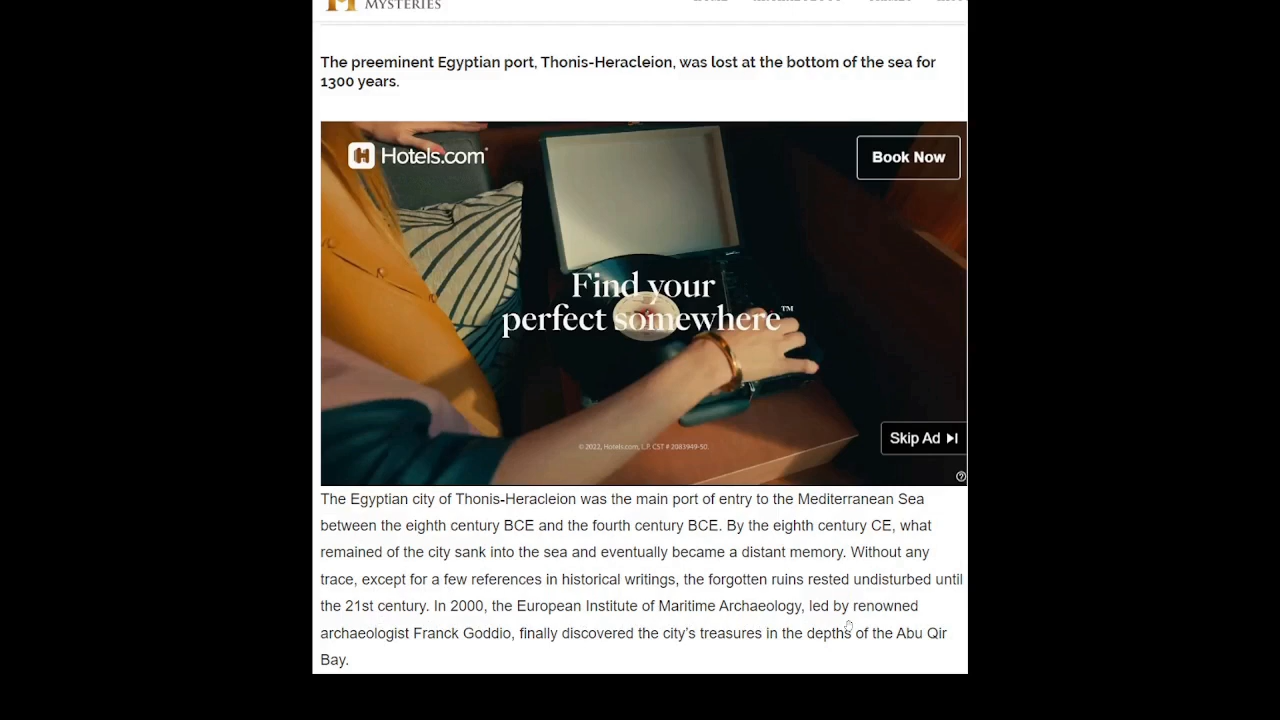 MYSTERIES
The preeminent Egyptian port, Thonis-Heracleion, was lost at the bottom of the sea for
1300 years.
Hotels.com
Book Now
Find your
perfect somewhere™
© 2022, Hotels.com, L.P. CST # 2083949-50.
Skip Ad
The Egyptian city of Thonis-Heracleion was the main port of entry to the Mediterranean Sea
between the eighth century BCE and the fourth century BCE. By the eighth century CE, what
remained of the city sank into the sea and eventually became a distant memory. Without any
trace, except for a few references in historical writings, the forgotten ruins rested undisturbed until
the 21st century. In 2000, the European Institute of Maritime Archaeology, led by renowned
archaeologist Franck Goddio, finally discovered the city’s treasures in the depths of the Abu Qir
Bay.